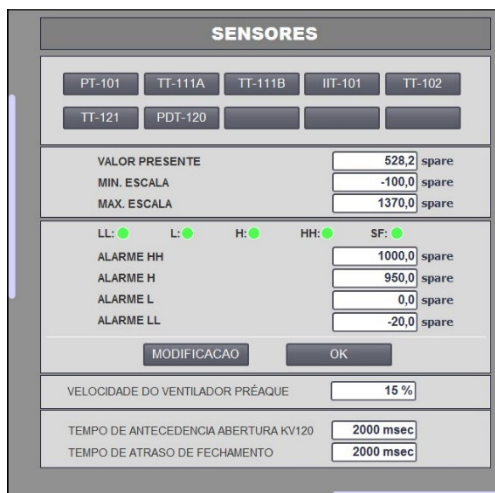 SENSORES
PT-101 TT-111A TT-111B IIT-101 TT-102
TT-121 PDT-120
VALOR PRESENTE 528,2 spare
MIN. ESCALA -100,0 spare
MAX. ESCALA 1370,0 spare
LL: L: H: HH: SF:
ALARME HH 1000,0 spare
ALARME H 950,0 spare
ALARME L 0,0 spare
ALARME LL -20,0 spare
MODIFICACAO OK
VELOCIDADE DO VENTILADOR PRÉAQUE 15 %
TEMPO DE ANTECEDENCIA ABERTURA KV120 2000 msec
TEMPO DE ATRASO DE FECHAMENTO 2000 msec